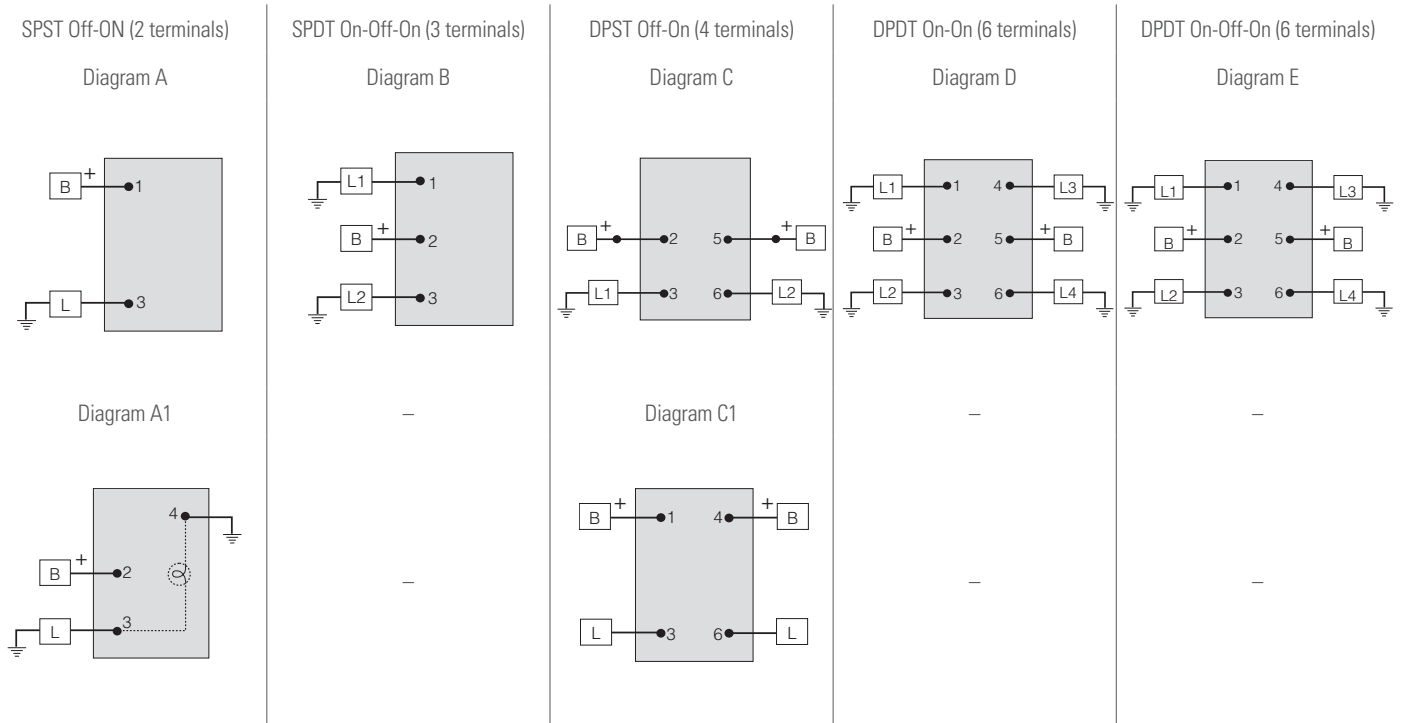 SPST Off-ON (2 terminals)
Diagram A
B + 1
L 3
SPDT On-Off-On (3 terminals)
Diagram B
L1 1
B + 2
L2 3
DPST Off-On (4 terminals)
Diagram C
B + 2 5 + B
L1 3 6 L2
DPDT On-On (6 terminals)
Diagram D
L1 1 4 L3
B + 2 5 + B
L2 3 6 L4
DPDT On-Off-On (6 terminals)
Diagram E
L1 1 4 L3
B + 2 5 + B
L2 3 6 L4
Diagram A1
4
B + 2
L 3
–
–
Diagram C1
B + 1 4 + B
L 3 6 L
–
–
–
–